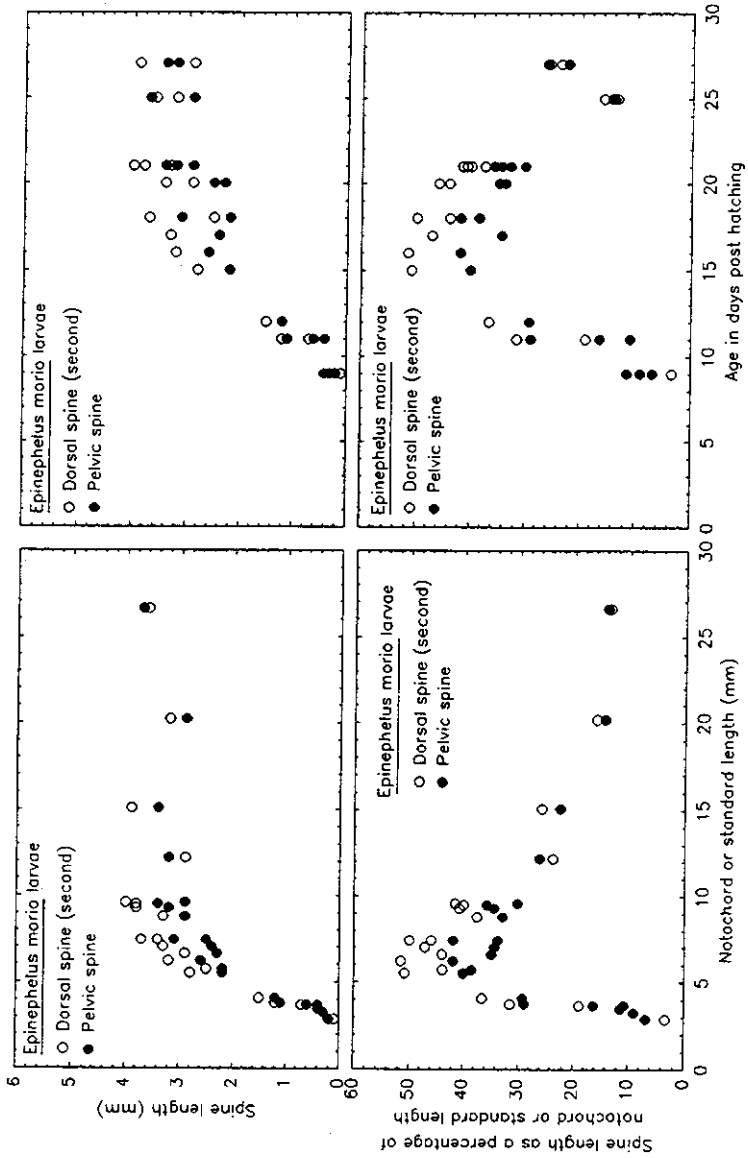 Spine length (mm)
6
5
4
3
2
1
0
Epinephelus morio larvae
○ Dorsal spine (second)
● Pelvic spine
Epinephelus morio larvae
○ Dorsal spine (second)
● Pelvic spine
Spine length as a percentage of
notochord or standard length
60
50
40
30
20
10
0
Epinephelus morio larvae
○ Dorsal spine (second)
● Pelvic spine
Epinephelus morio larvae
○ Dorsal spine (second)
● Pelvic spine
0 5 10 15 20 25 30
Notochord or standard length (mm)
0 5 10 15 20 25 30
Age in days post hatching